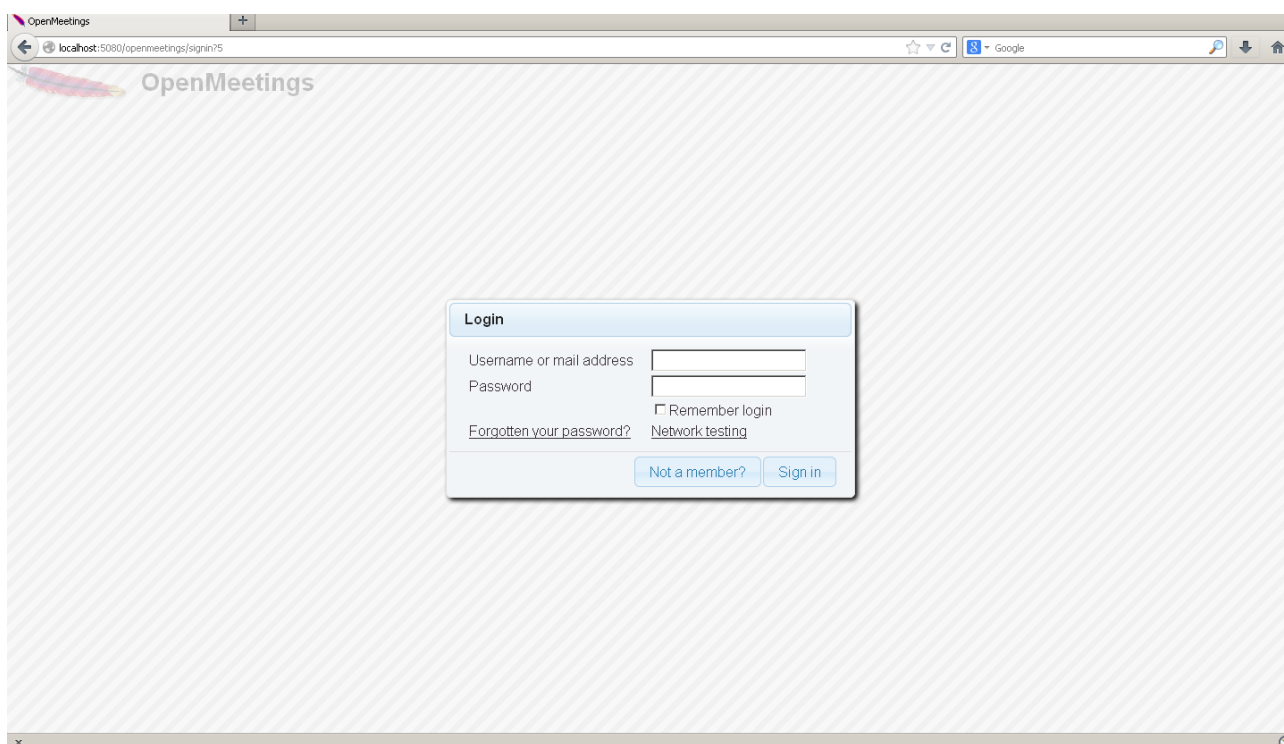 OpenMeetings +
localhost:5080/openmeetings/signin?5 8 Google
OpenMeetings
Login
Username or mail address
Password
Remember login
Forgotten your password? Network testing
Not a member? Sign in
x